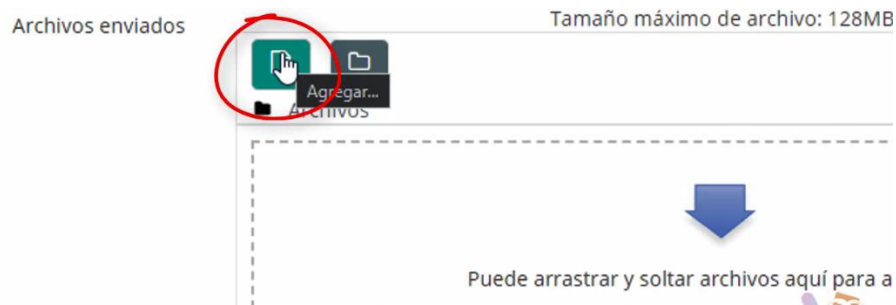 Archivos enviados
Tamaño máximo de archivo: 128MB
Agregar...
Archivos
Puede arrastrar y soltar archivos aquí para a